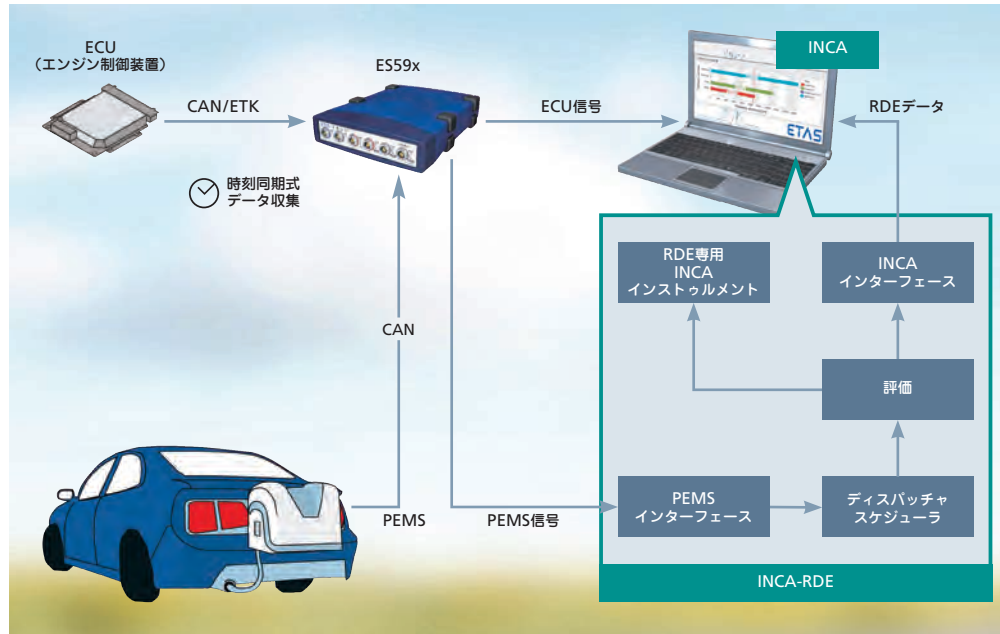 ECU
（エンジン制御装置）
CAN/ETK
ES59x
ECU信号
INCA
RDEデータ
ETAS
時刻同期式
データ収集
RDE専用
INCA
インストゥルメント
INCA
インターフェース
CAN
評価
PEMS
PEMS信号
PEMS
インターフェース
ディスパッチャ
スケジューラ
INCA-RDE